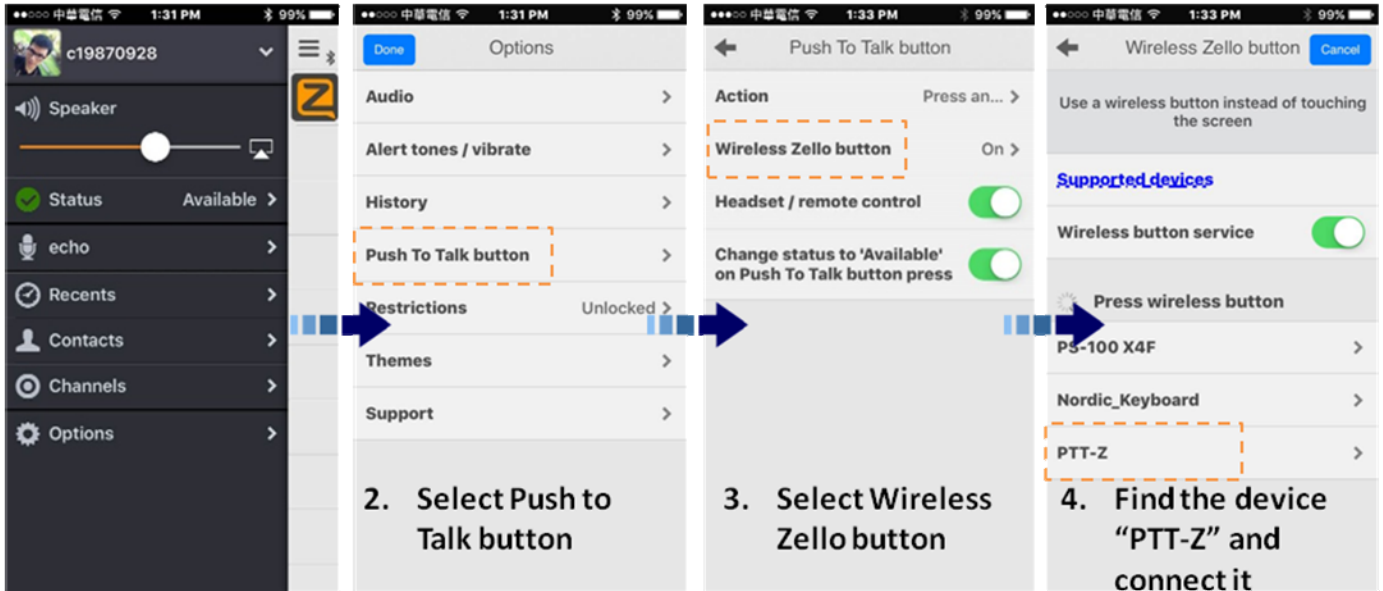 ●●○○○ 中華電信 1:31 PM 99%
c19870928
Speaker
Status Available
echo
Recents
Contacts
Channels
Options
●●○○○ 中華電信 1:31 PM 99%
Done Options
Audio
Alert tones / vibrate
History
Push To Talk button
Restrictions Unlocked
Themes
Support
2. Select Push to
Talk button
●●●○○ 中華電信 1:33 PM 99%
Push To Talk button
Action Press an...
Wireless Zello button On
Headset / remote control
Change status to 'Available'
on Push To Talk button press
3. Select Wireless
Zello button
●●○○○ 中華電信 1:33 PM 99%
Wireless Zello button Cancel
Use a wireless button instead of touching
the screen
Supported devices
Wireless button service
Press wireless button
PS-100 X4F
Nordic_Keyboard
PTT-Z
4. Find the device
“PTT-Z” and
connect it